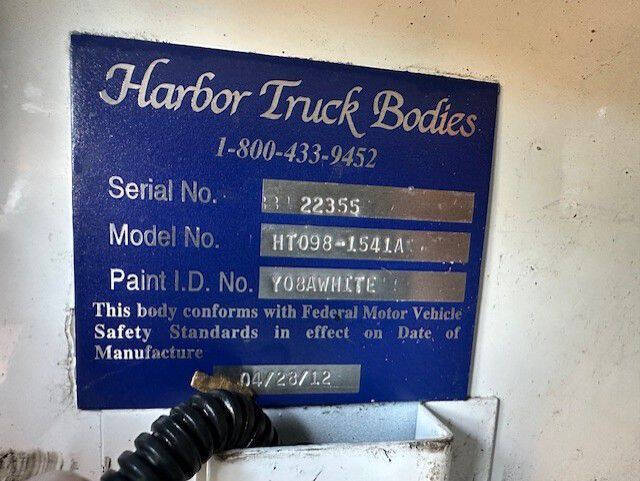 Harbor Truck Bodies
1-800-433-9452
Serial No. 22355
Model No. HT098-1541A
Paint I.D. No. Y08AWHITE
This body conforms with Federal Motor Vehicle
Safety Standards in effect on Date of
Manufacture
04/28/12